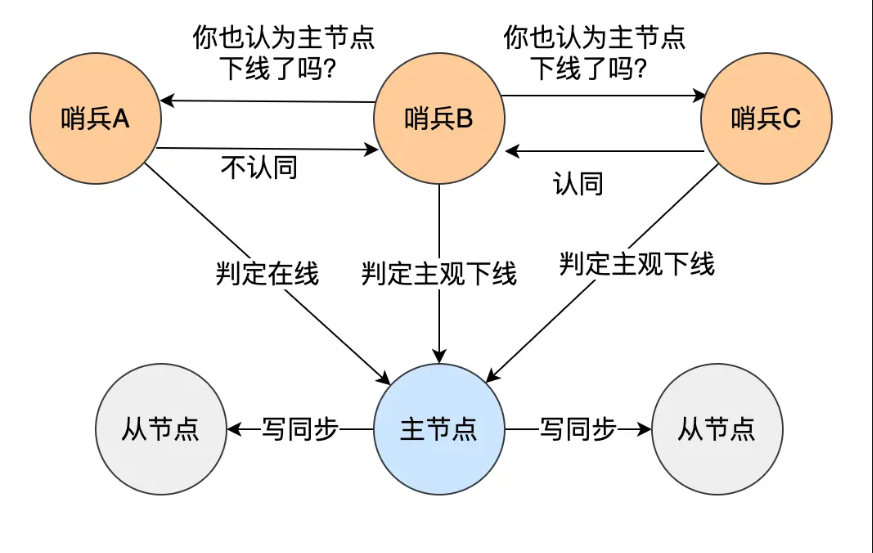 你也认为主节点
下线了吗?
你也认为主节点
下线了吗?
哨兵A
哨兵B
哨兵C
不认同
认同
判定在线
判定主观下线
判定主观下线
从节点
写同步
主节点
写同步
从节点